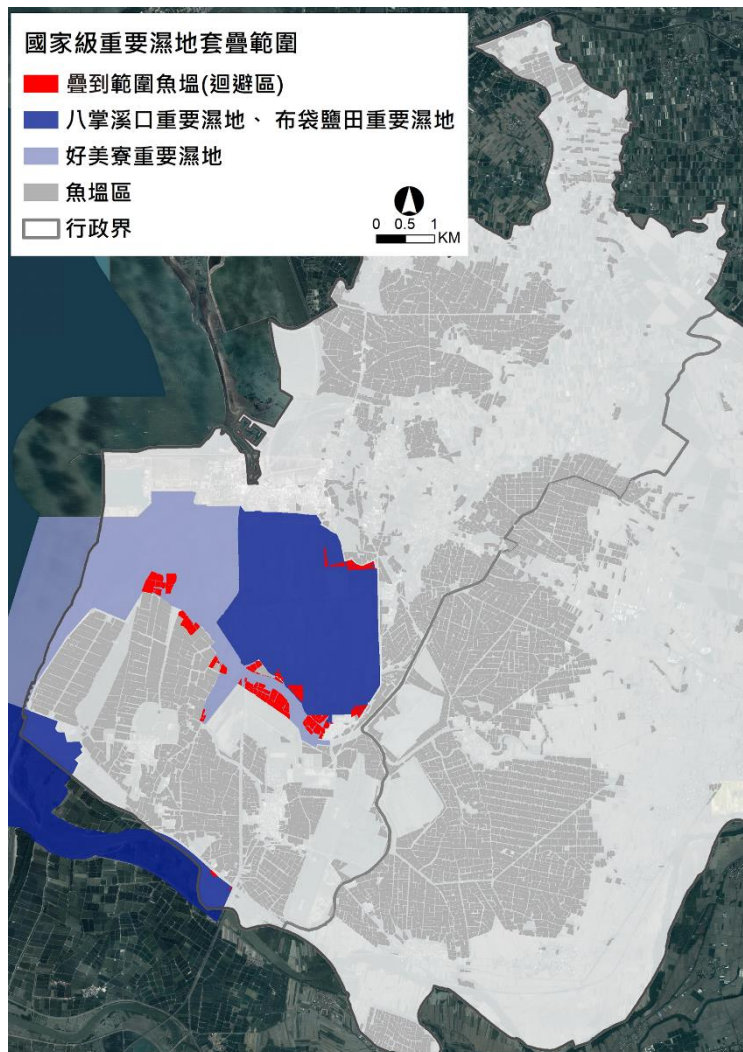 國家級重要濕地套疊範圍
疊到範圍魚塭(迴避區)
八掌溪口重要濕地、布袋鹽田重要濕地
好美寮重要濕地
魚塭區
行政界
0 0.5 1
KM